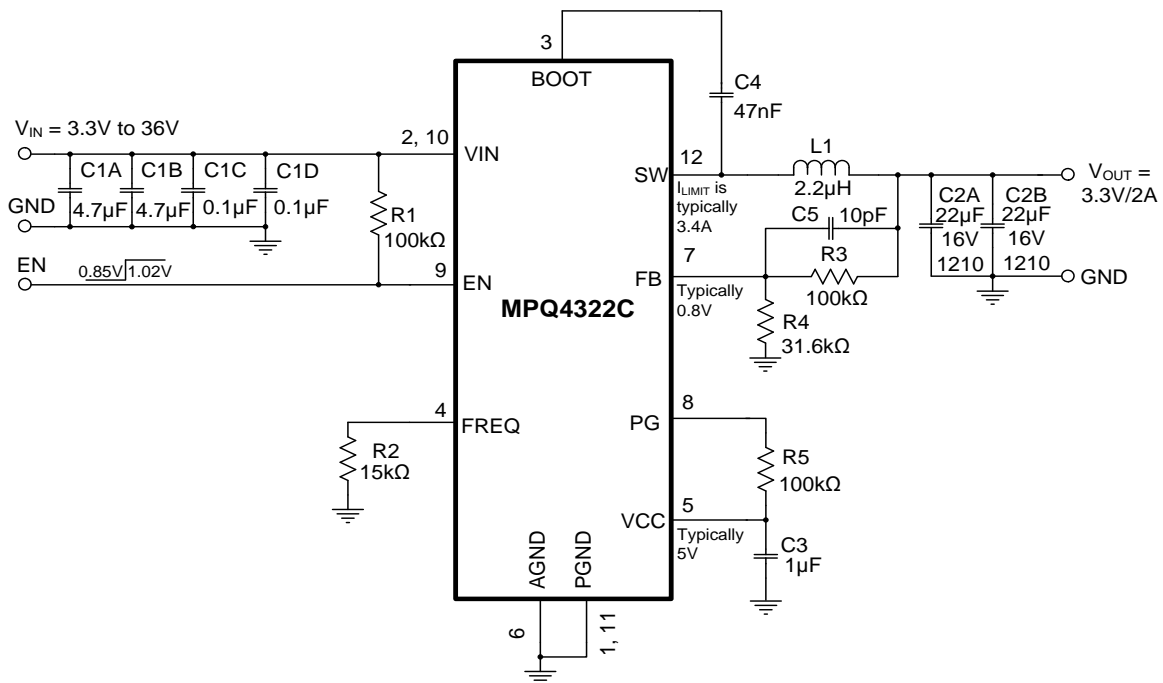 3
BOOT
C4
47nF
V_IN = 3.3V to 36V
2, 10
VIN
C1A
C1B
C1C
C1D
4.7µF
4.7µF
0.1µF
0.1µF
GND
R1
100kΩ
EN
0.85V
1.02V
9
EN
12
SW
L1
2.2µH
I_LIMIT is
typically
3.4A
V_OUT =
3.3V/2A
C2A
22µF
16V
1210
C2B
22µF
16V
1210
GND
C5
10pF
7
FB
R3
100kΩ
Typically
0.8V
R4
31.6kΩ
MPQ4322C
4
FREQ
R2
15kΩ
8
PG
R5
100kΩ
5
VCC
Typically
5V
C3
1µF
AGND
PGND
6
1, 11